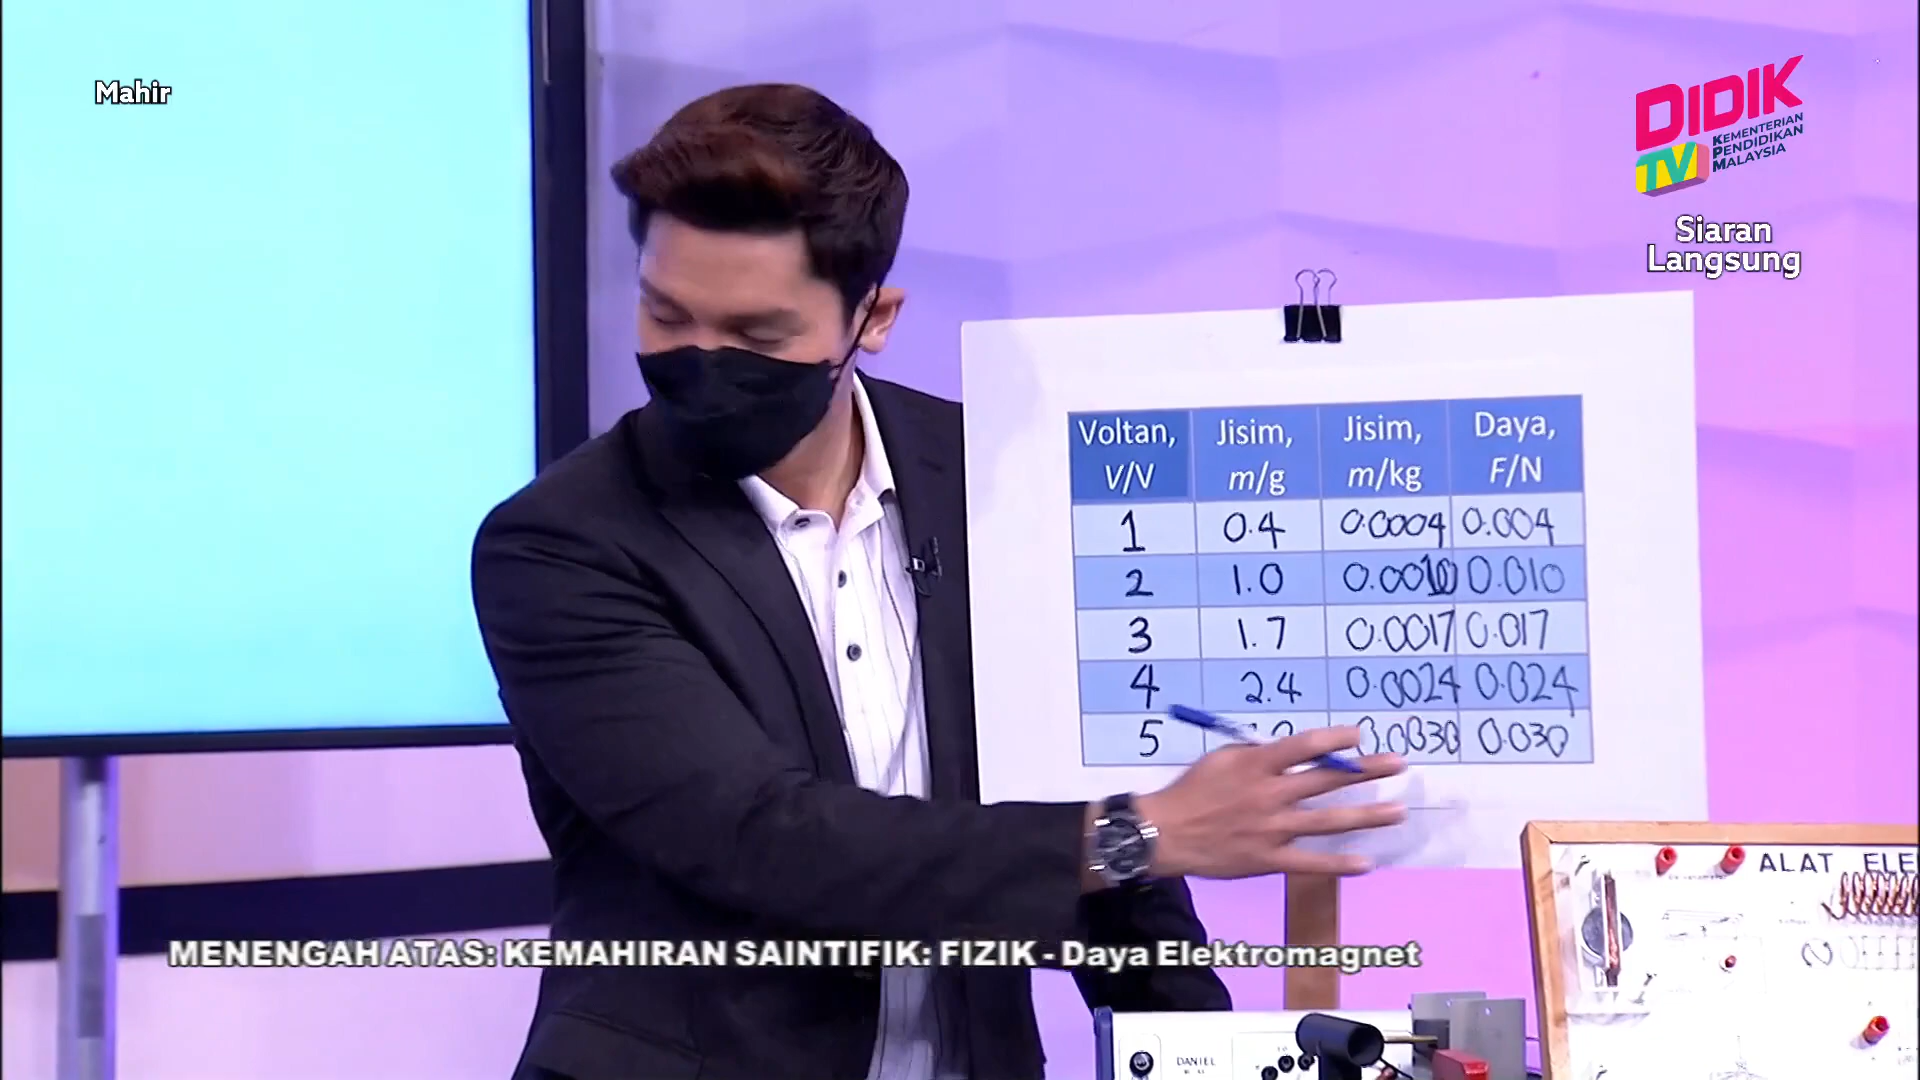 Mahir
DIDIK
TV
KEMENTERIAN
PENDIDIKAN
MALAYSIA
Siaran
Langsung
Voltan, Jisim, Jisim, Daya,
V/V m/g m/kg F/N
1 0.4 0.0004 0.004
2 1.0 0.0010 0.010
3 1.7 0.0017 0.017
4 2.4 0.0024 0.024
5 0.0030 0.030
ALAT
MENENGAH ATAS: KEMAHIRAN SAINTIFIK: FIZIK - Daya Elektromagnet
DANIEL